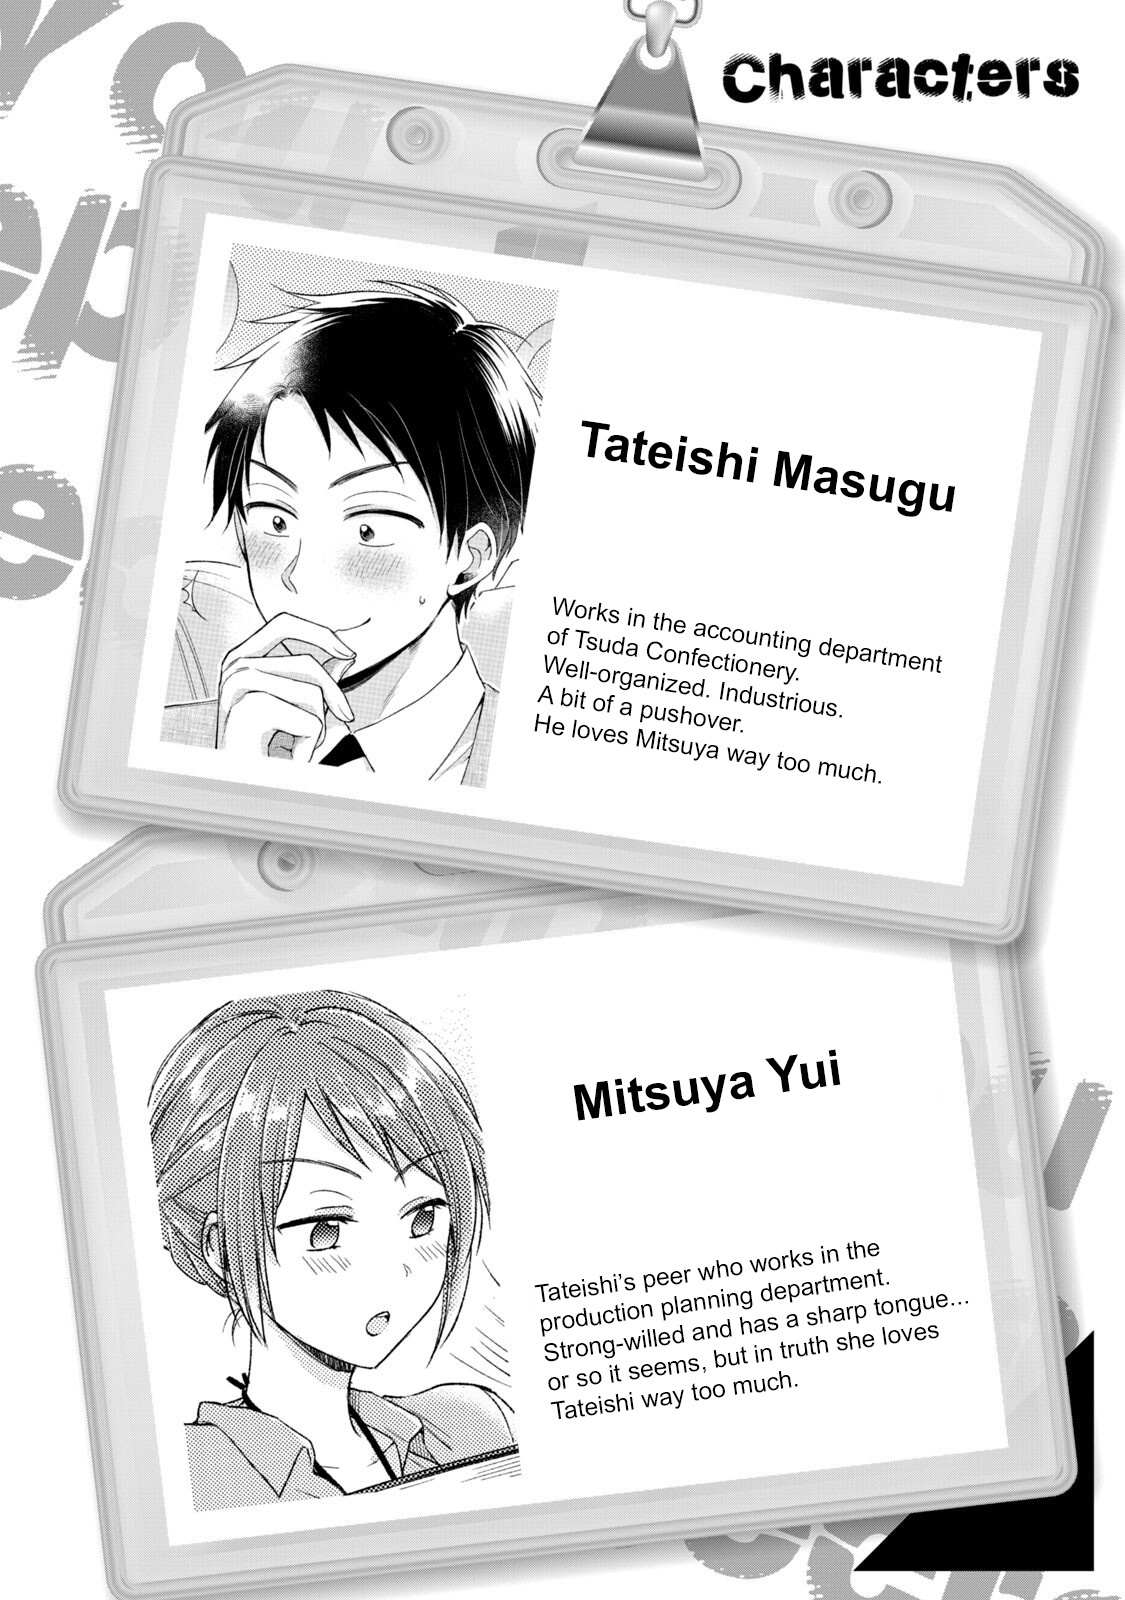 Characters
Tateishi Masugu
Works in the accounting department
of Tsuda Confectionery.
Well-organized. Industrious.
A bit of a pushover.
He loves Mitsuya way too much.
Mitsuya Yui
Tateishi's peer who works in the
production planning department.
Strong-willed and has a sharp tongue...
or so it seems, but in truth she loves
Tateishi way too much.